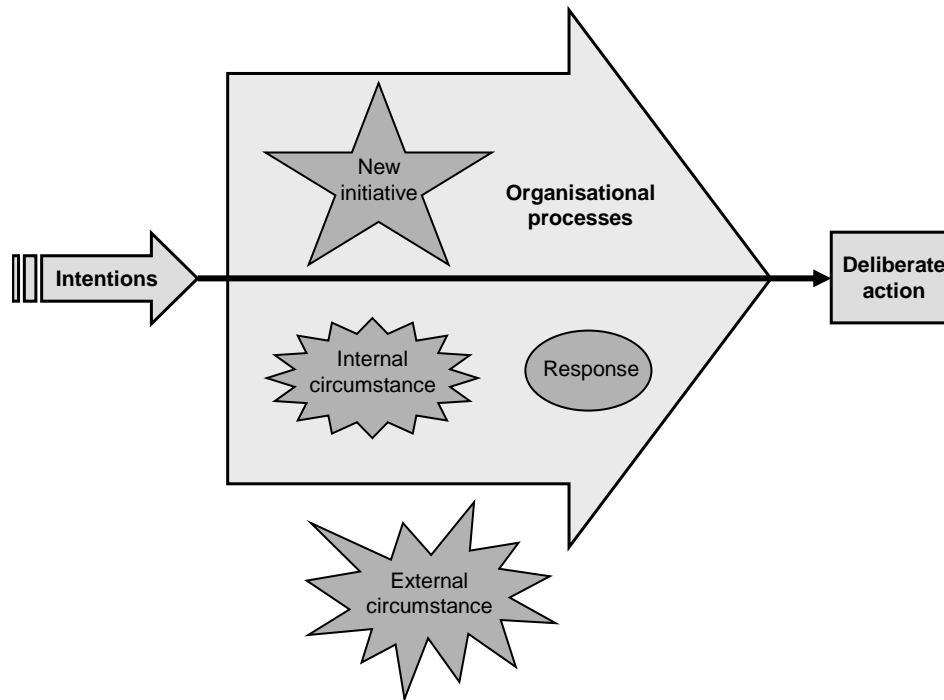 New
initiative
Organisational
processes
Intentions
Deliberate
action
Internal
circumstance
Response
External
circumstance